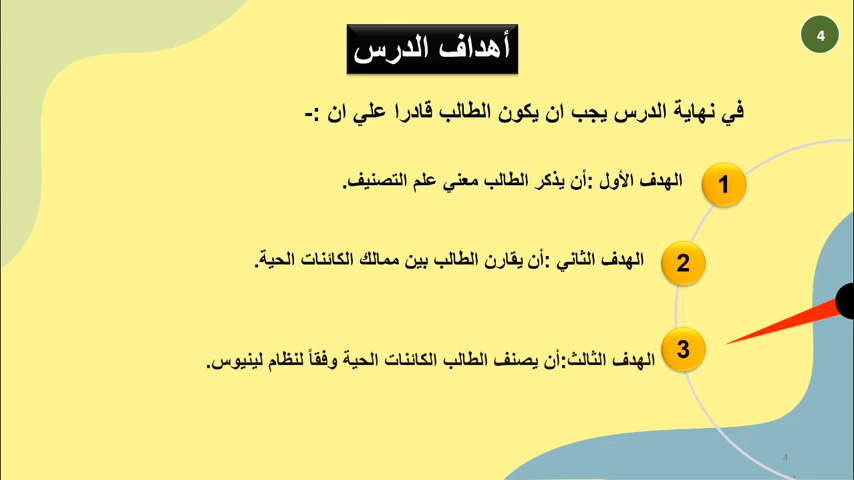 4
أهداف الدرس
في نهاية الدرس يجب ان يكون الطالب قادرا علي ان :-
1 الهدف الأول :أن يذكر الطالب معني علم التصنيف.
2 الهدف الثاني :أن يقارن الطالب بين ممالك الكائنات الحية.
3 الهدف الثالث:أن يصنف الطالب الكائنات الحية وفقاً لنظام لينيوس.
4